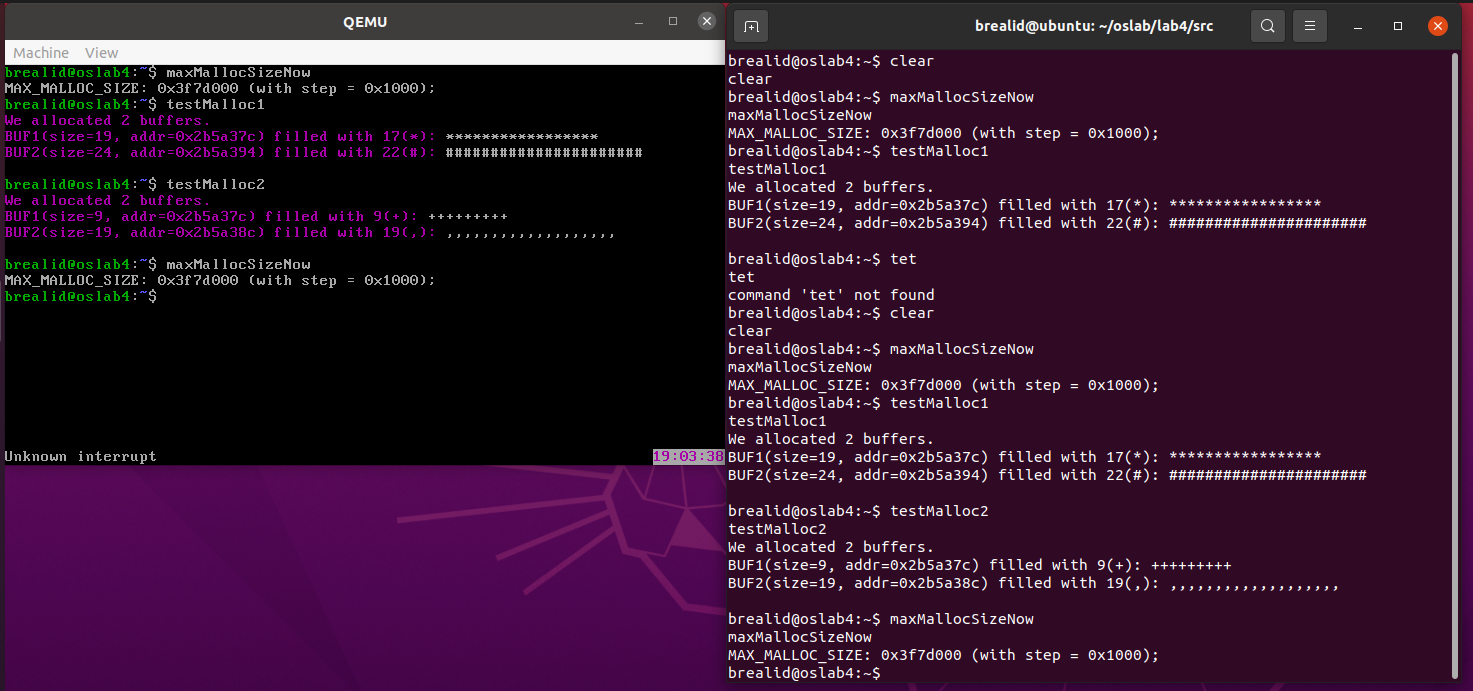 QEMU
Machine View
brealid@oslab4:~$ maxMallocSizeNow
MAX_MALLOC_SIZE: 0x3f7d000 (with step = 0x1000);
brealid@oslab4:~$ testMalloc1
We allocated 2 buffers.
BUF1(size=19, addr=0x2b5a37c) filled with 17(*): *****************
BUF2(size=24, addr=0x2b5a394) filled with 22(#): ######################
brealid@oslab4:~$ testMalloc2
We allocated 2 buffers.
BUF1(size=9, addr=0x2b5a37c) filled with 9(+): +++++++++
BUF2(size=19, addr=0x2b5a38c) filled with 19(,): ,,,,,,,,,,,,,,,,,,,
brealid@oslab4:~$ maxMallocSizeNow
MAX_MALLOC_SIZE: 0x3f7d000 (with step = 0x1000);
brealid@oslab4:~$
Unknown interrupt 19:03:38
brealid@ubuntu: ~/oslab/lab4/src
brealid@oslab4:~$ clear
clear
brealid@oslab4:~$ maxMallocSizeNow
maxMallocSizeNow
MAX_MALLOC_SIZE: 0x3f7d000 (with step = 0x1000);
brealid@oslab4:~$ testMalloc1
testMalloc1
We allocated 2 buffers.
BUF1(size=19, addr=0x2b5a37c) filled with 17(*): *****************
BUF2(size=24, addr=0x2b5a394) filled with 22(#): ######################
brealid@oslab4:~$ tet
tet
command 'tet' not found
brealid@oslab4:~$ clear
clear
brealid@oslab4:~$ maxMallocSizeNow
maxMallocSizeNow
MAX_MALLOC_SIZE: 0x3f7d000 (with step = 0x1000);
brealid@oslab4:~$ testMalloc1
testMalloc1
We allocated 2 buffers.
BUF1(size=19, addr=0x2b5a37c) filled with 17(*): *****************
BUF2(size=24, addr=0x2b5a394) filled with 22(#): ######################
brealid@oslab4:~$ testMalloc2
testMalloc2
We allocated 2 buffers.
BUF1(size=9, addr=0x2b5a37c) filled with 9(+): +++++++++
BUF2(size=19, addr=0x2b5a38c) filled with 19(,): ,,,,,,,,,,,,,,,,,,,
brealid@oslab4:~$ maxMallocSizeNow
maxMallocSizeNow
MAX_MALLOC_SIZE: 0x3f7d000 (with step = 0x1000);
brealid@oslab4:~$